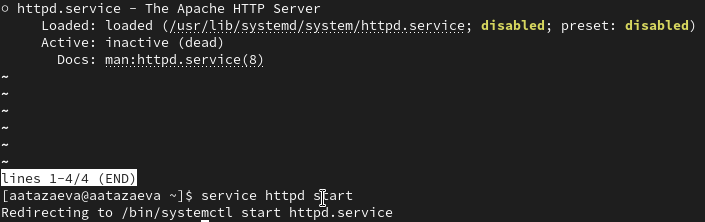 ○ httpd.service - The Apache HTTP Server
     Loaded: loaded (/usr/lib/systemd/system/httpd.service; disabled; preset: disabled)
     Active: inactive (dead)
       Docs: man:httpd.service(8)
~
~
~
~
~
~
lines 1-4/4 (END)
[aatazaeva@aatazaeva ~]$ service httpd start
Redirecting to /bin/systemctl start httpd.service